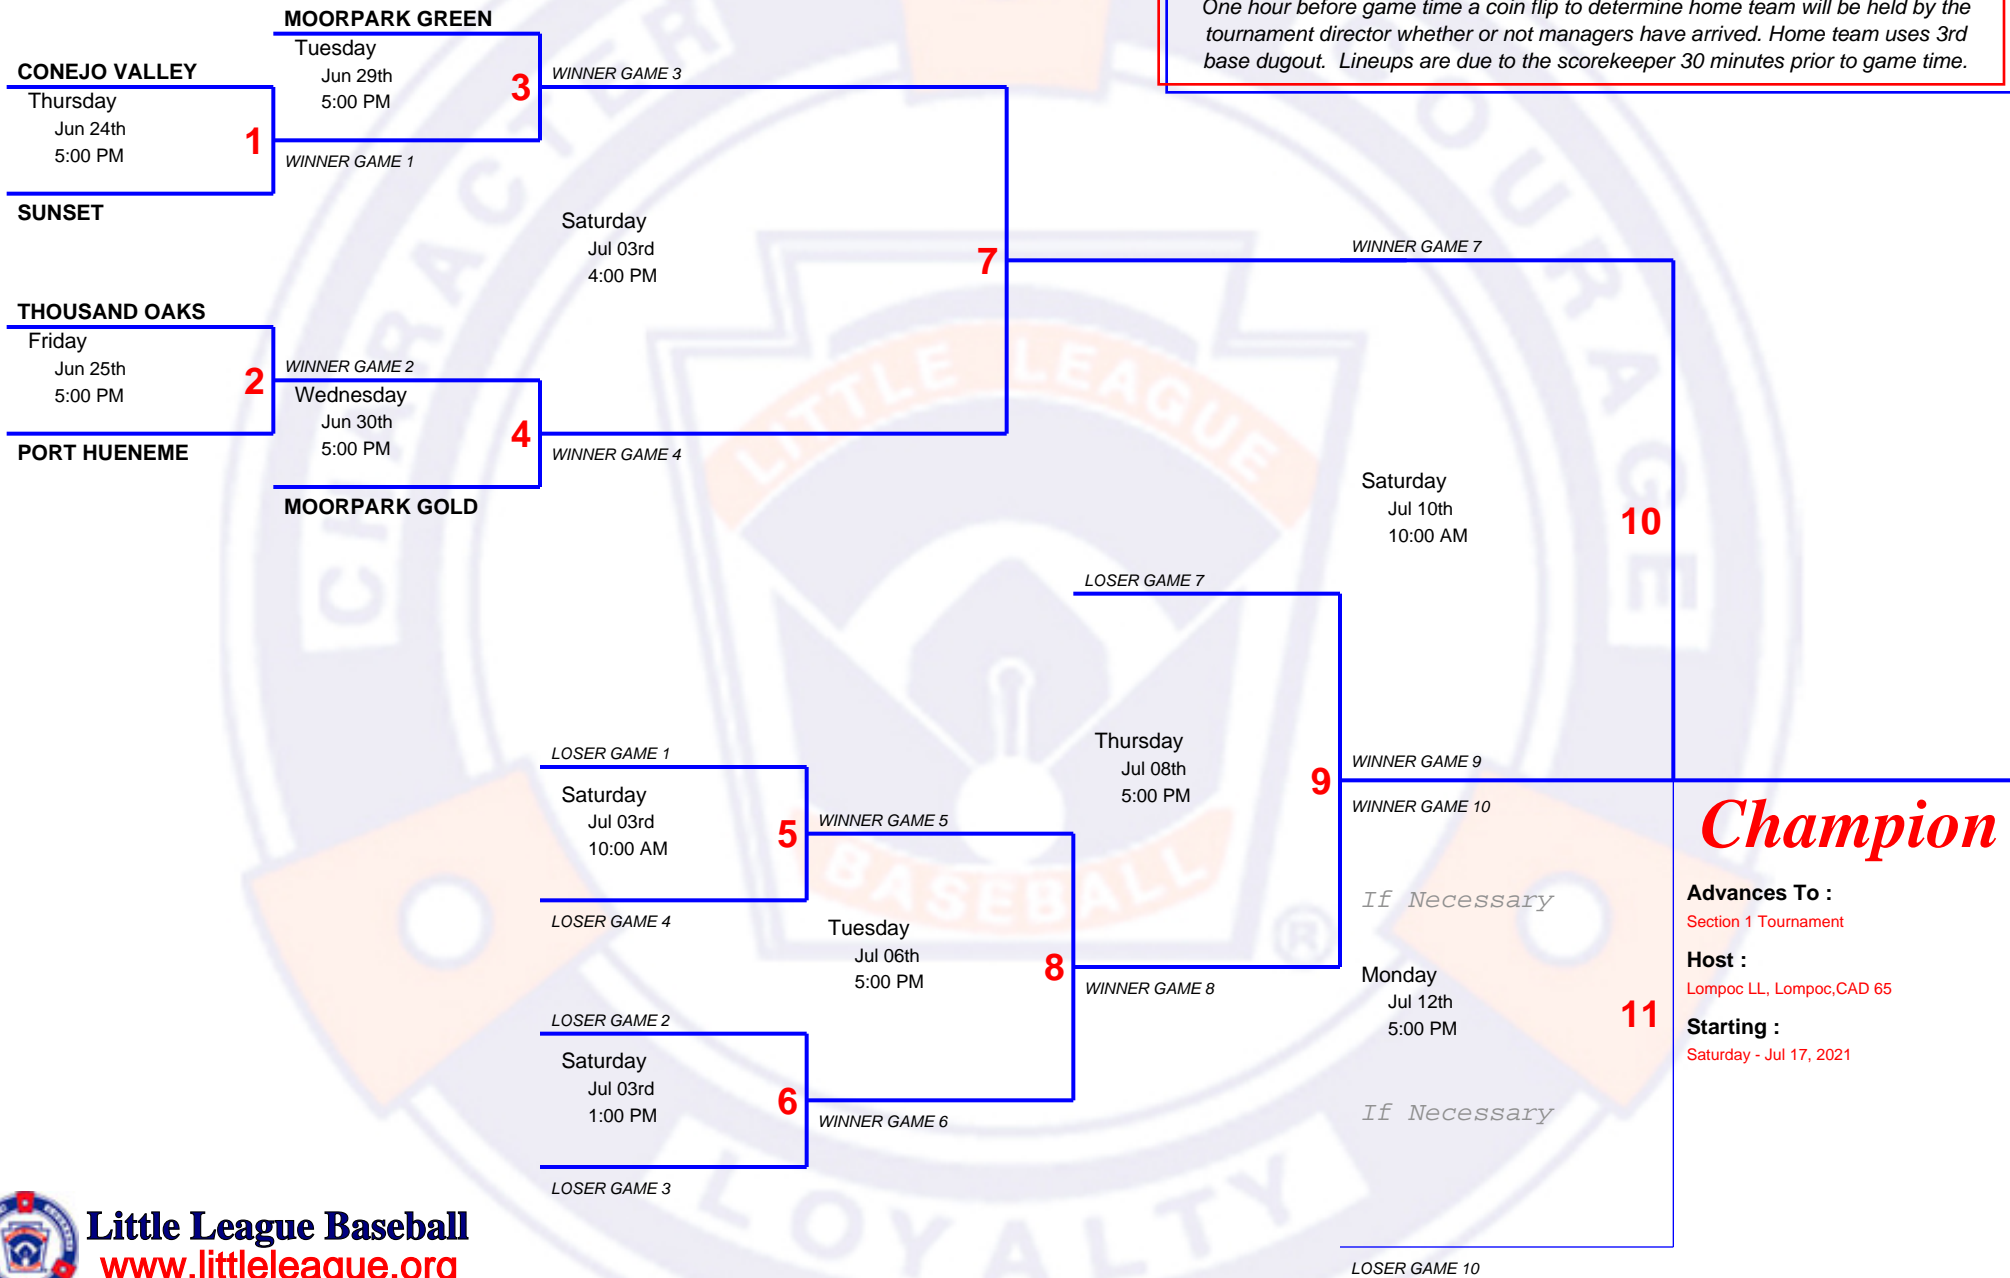 One hour before game time a coin flip to determine home team will be held by the
tournament director whether or not managers have arrived. Home team uses 3rd
base dugout. Lineups are due to the scorekeeper 30 minutes prior to game time.
MOORPARK GREEN
Tuesday
Jun 29th
5:00 PM
3
WINNER GAME 3
CONEJO VALLEY
Thursday
Jun 24th
5:00 PM
1
WINNER GAME 1
SUNSET
Saturday
Jul 03rd
4:00 PM
7
WINNER GAME 7
THOUSAND OAKS
Friday
Jun 25th
5:00 PM
2
WINNER GAME 2
Wednesday
Jun 30th
5:00 PM
4
WINNER GAME 4
PORT HUENEME
MOORPARK GOLD
Saturday
Jul 10th
10:00 AM
10
LOSER GAME 7
Thursday
Jul 08th
5:00 PM
9
WINNER GAME 9
WINNER GAME 10
LOSER GAME 1
Saturday
Jul 03rd
10:00 AM
5
WINNER GAME 5
LOSER GAME 4
Tuesday
Jul 06th
5:00 PM
8
WINNER GAME 8
LOSER GAME 2
Saturday
Jul 03rd
1:00 PM
6
WINNER GAME 6
LOSER GAME 3
If Necessary
Monday
Jul 12th
5:00 PM
11
If Necessary
LOSER GAME 10
Champion
Advances To :
Section 1 Tournament
Host :
Lompoc LL, Lompoc,CAD 65
Starting :
Saturday - Jul 17, 2021
CHARACTER
COURAGE
LOYALTY
LITTLE LEAGUE
BASEBALL
®
Little League Baseball
www.littleleague.org